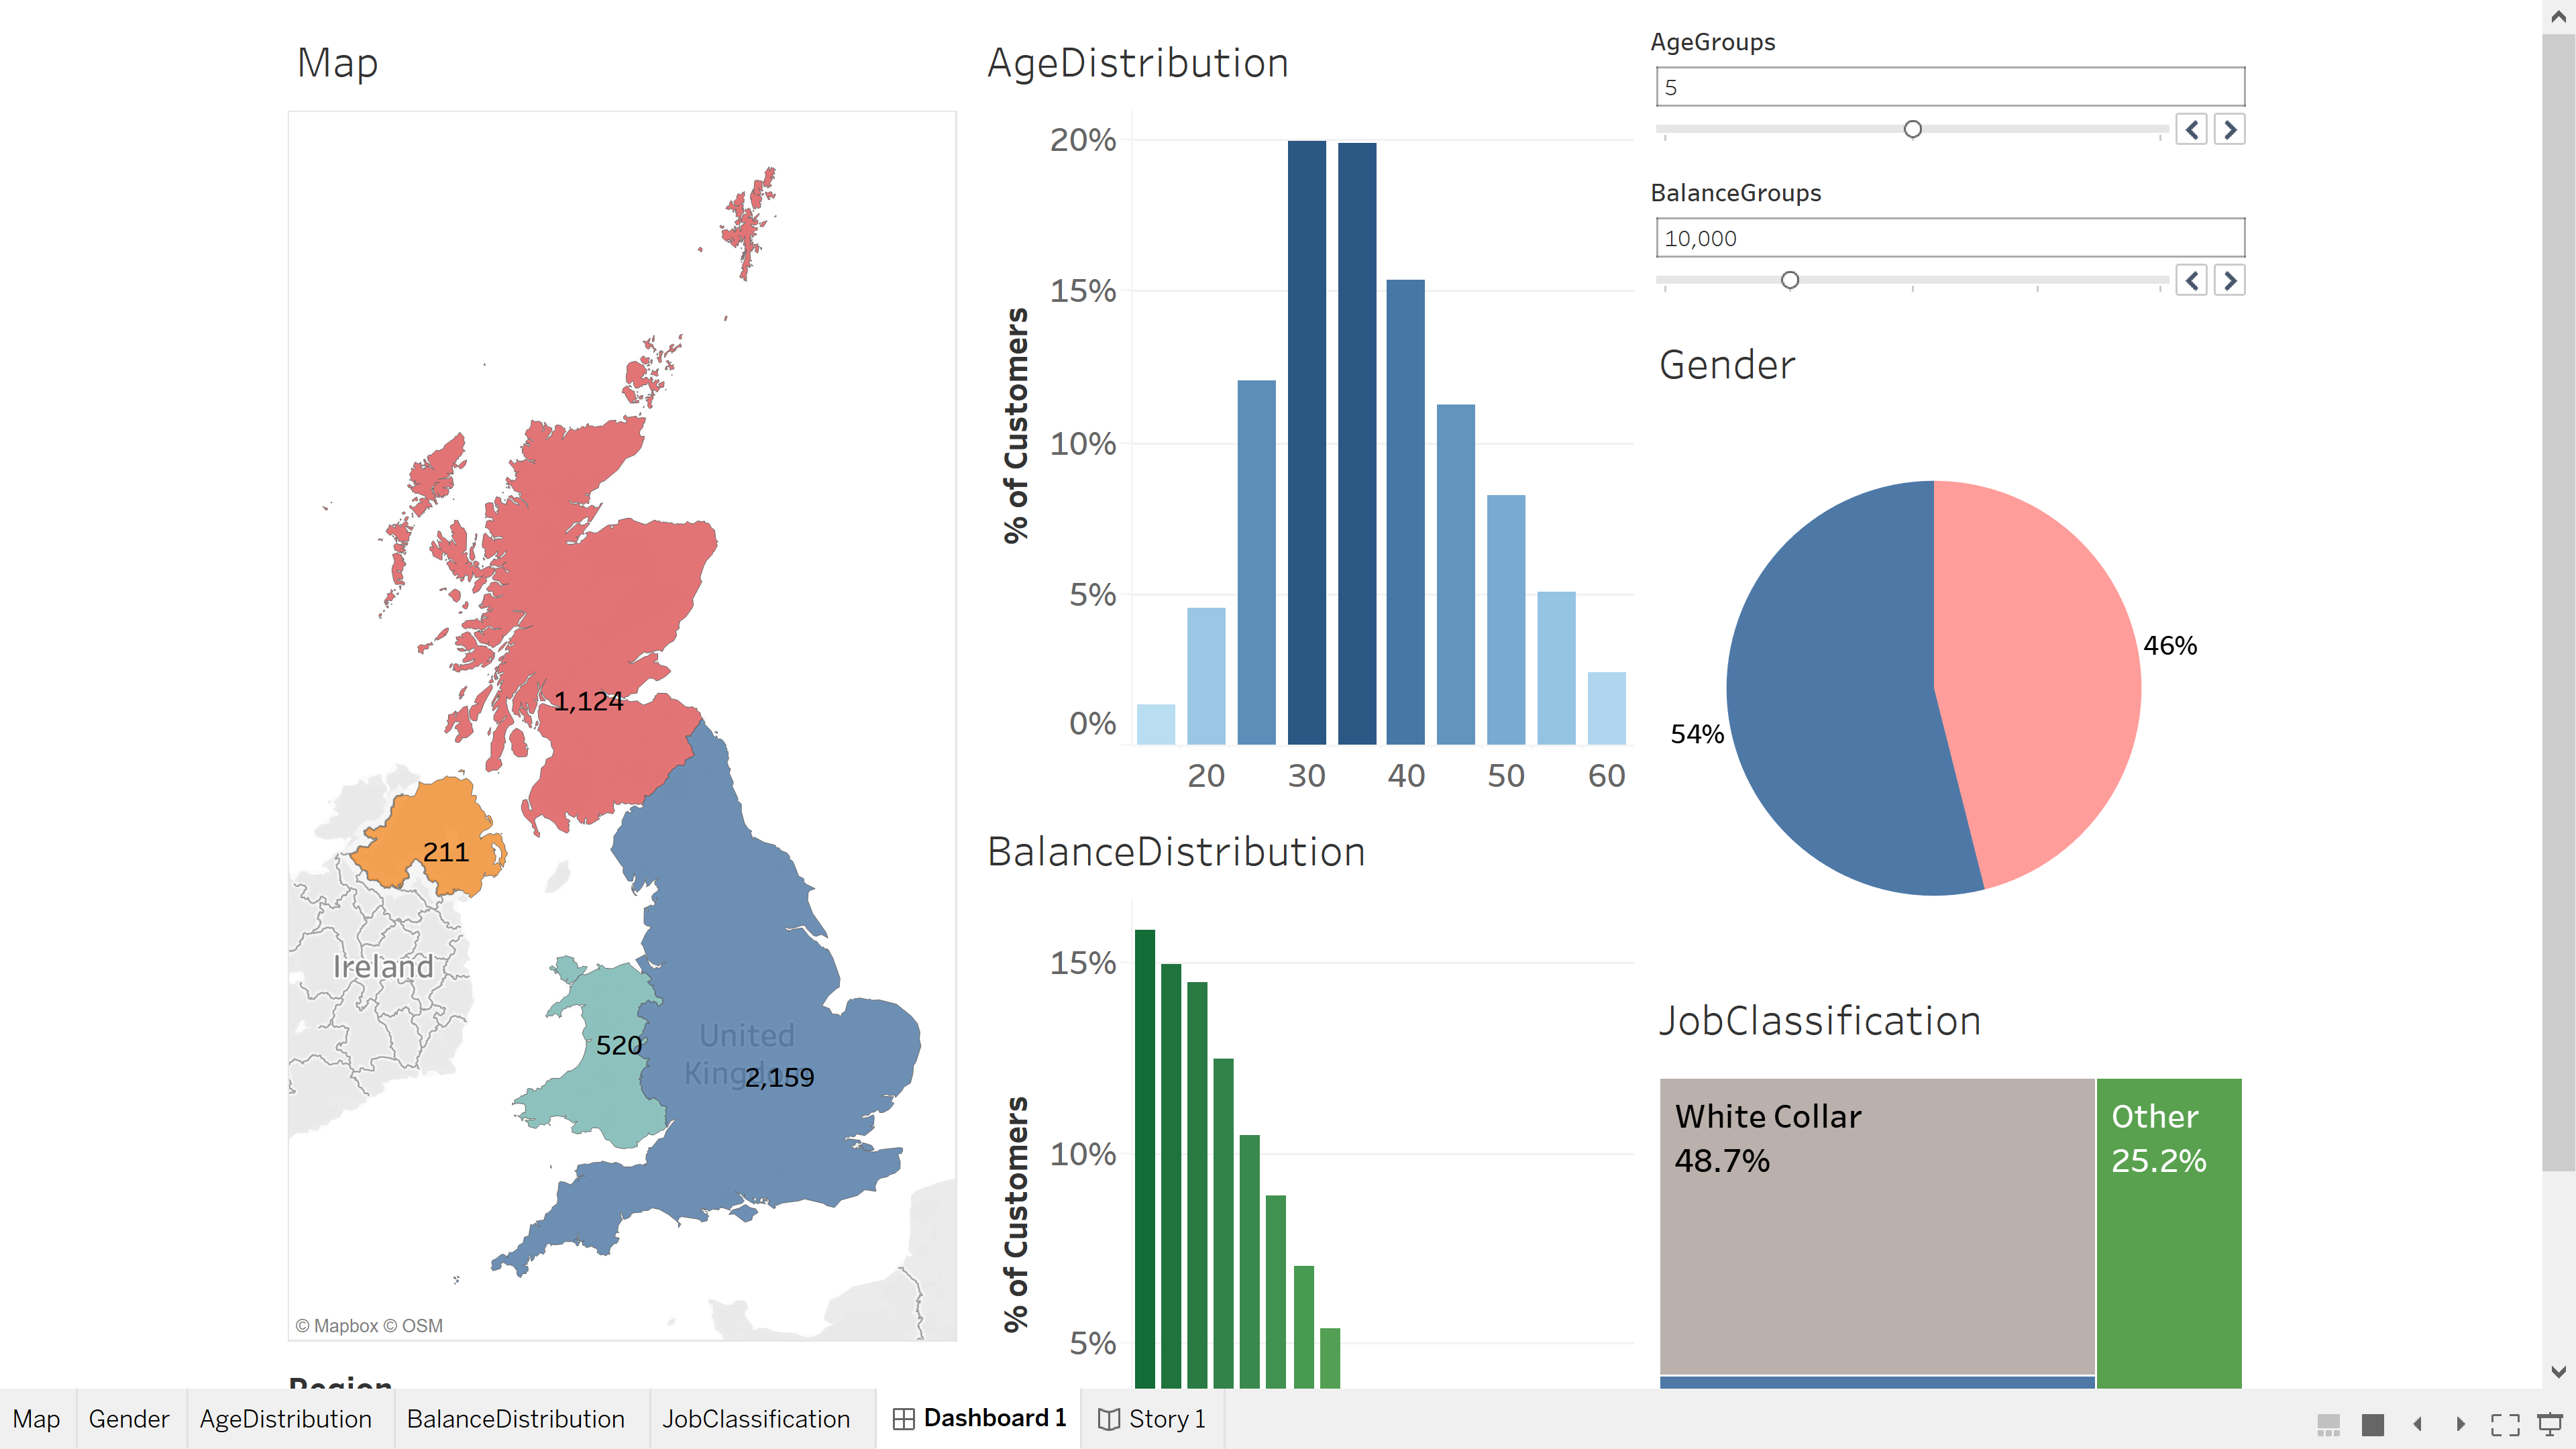 Map
1,124
211
Ireland
520
United
Kingdom
2,159
© Mapbox © OSM
Region
AgeDistribution
% of Customers
20%
15%
10%
5%
0%
20
30
40
50
60
BalanceDistribution
% of Customers
15%
10%
5%
AgeGroups
5
BalanceGroups
10,000
Gender
46%
54%
JobClassification
White Collar
48.7%
Other
25.2%
Map
Gender
AgeDistribution
BalanceDistribution
JobClassification
Dashboard 1
Story 1